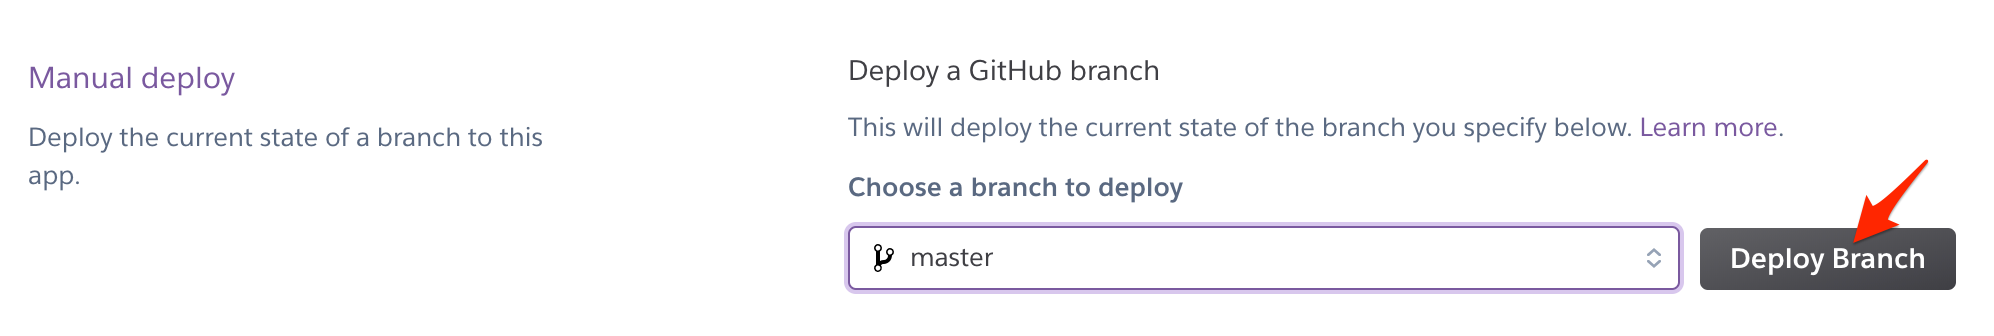 Manual deploy
Deploy the current state of a branch to this
app.
Deploy a GitHub branch
This will deploy the current state of the branch you specify below. Learn more.
Choose a branch to deploy
master
Deploy Branch